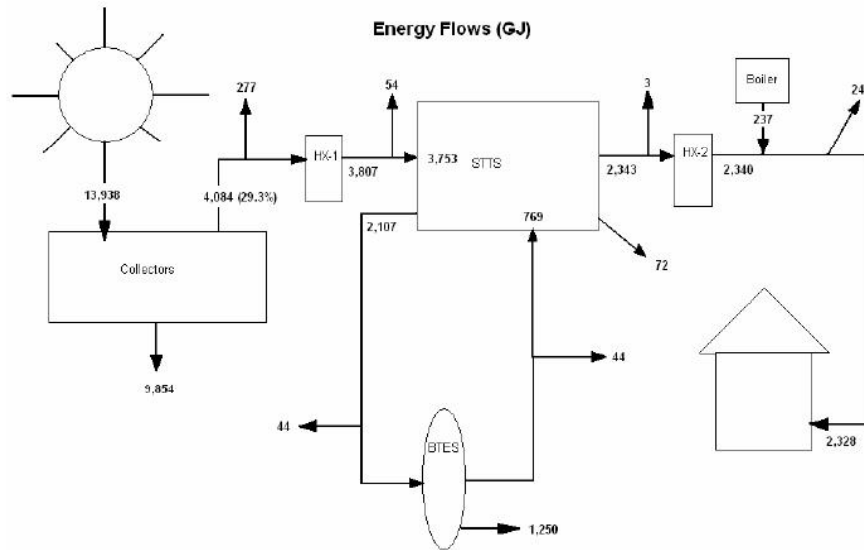 Energy Flows (GJ)
277
54
3
Boiler
24
237
HX-1
3,807
3,753
STTS
2,343
HX-2
2,340
13,938
4,084 (29.3%)
2,107
769
72
Collectors
9,854
44
44
BTES
2,328
1,250